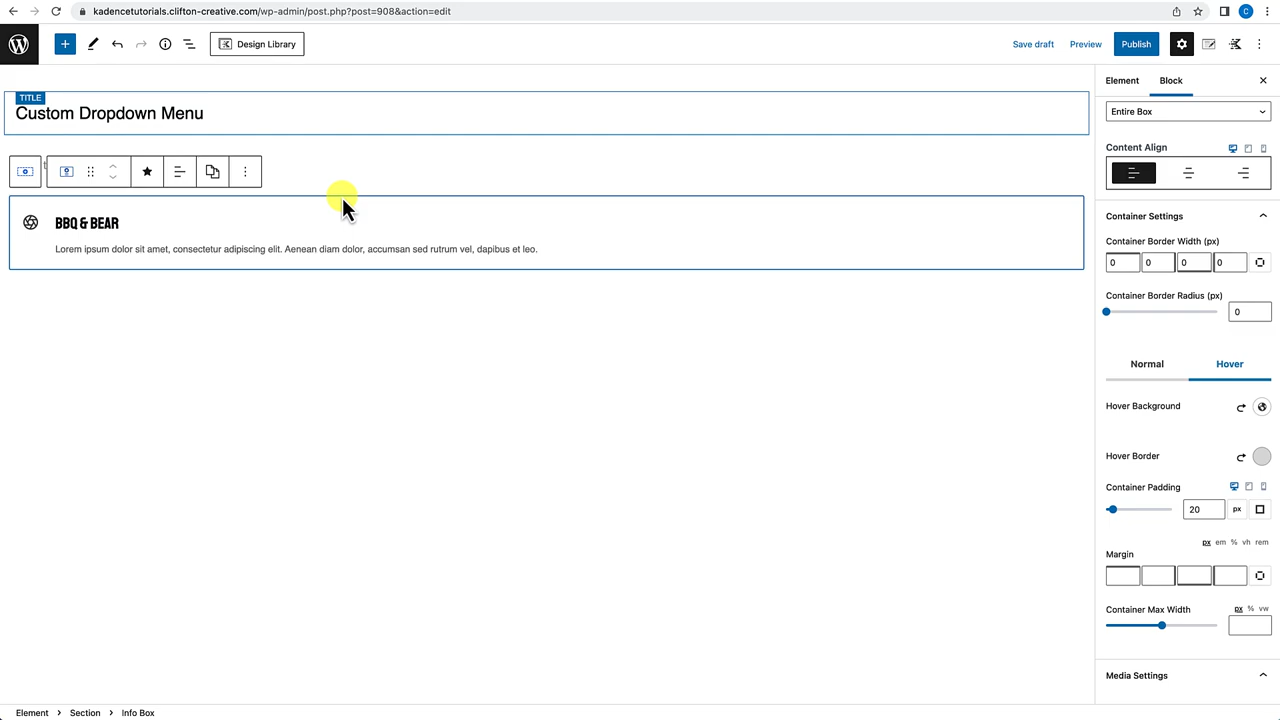 kadencetutorials.clifton-creative.com/wp-admin/post.php?post=908&action=edit
C
Design Library
Save draft
Preview
Publish
TITLE
Custom Dropdown Menu
BBQ & BEAR
Lorem ipsum dolor sit amet, consectetur adipiscing elit. Aenean diam dolor, accumsan sed rutrum vel, dapibus et leo.
Element
Block
Entire Box
Content Align
Container Settings
Container Border Width (px)
0 0 0 0
Container Border Radius (px)
0
Normal Hover
Hover Background
Hover Border
Container Padding
20 px
px em % vh rem
Margin
Container Max Width px % vw
Media Settings
Element > Section > Info Box